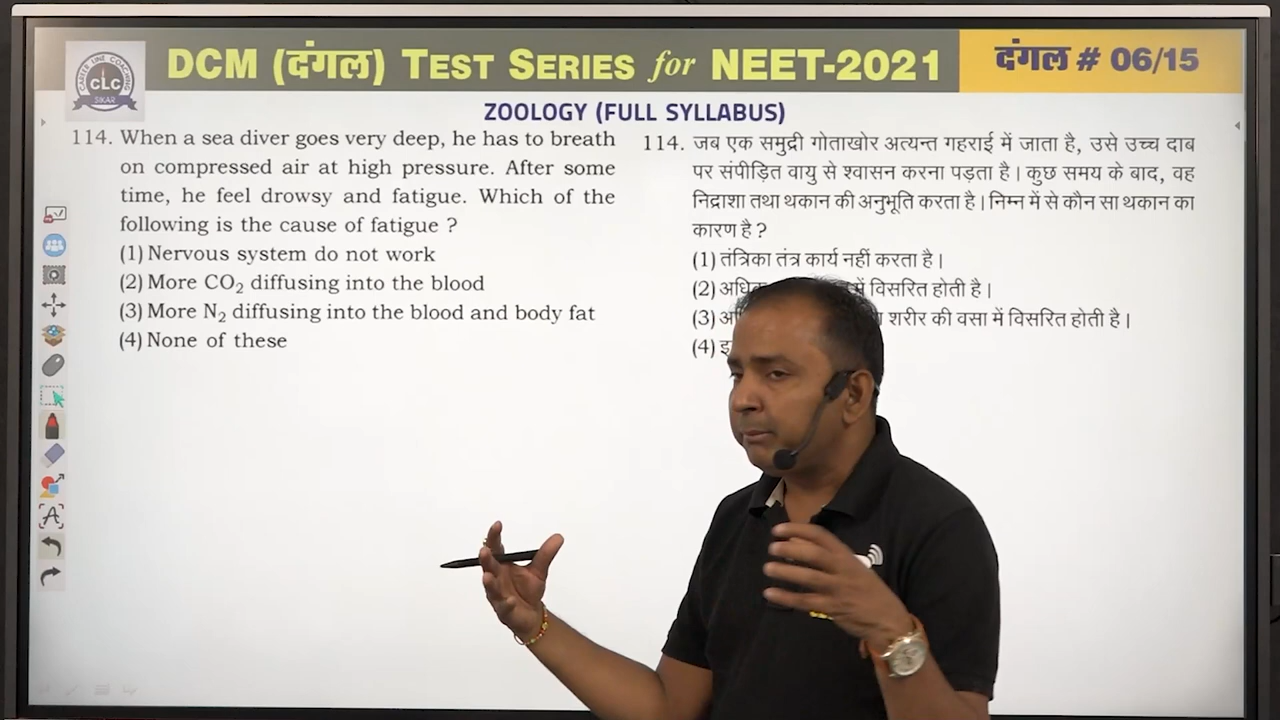 DCM (दंगल) TEST SERIES for NEET-2021
दंगल # 06/15
CAREER LINE COACHING
CLC
SIKAR
ZOOLOGY (FULL SYLLABUS)
114. When a sea diver goes very deep, he has to breath
on compressed air at high pressure. After some
time, he feel drowsy and fatigue. Which of the
following is the cause of fatigue ?
(1) Nervous system do not work
(2) More CO₂ diffusing into the blood
(3) More N₂ diffusing into the blood and body fat
(4) None of these
114. जब एक समुद्री गोताखोर अत्यन्त गहराई में जाता है, उसे उच्च दाब
पर संपीड़ित वायु से श्वासन करना पड़ता है। कुछ समय के बाद, वह
निद्राशा तथा थकान की अनुभूति करता है। निम्न में से कौन सा थकान का
कारण है ?
(1) तंत्रिका तंत्र कार्य नहीं करता है।
(2) में विसरित होती है।
(3) शरीर की वसा में विसरित होती है।
(4)